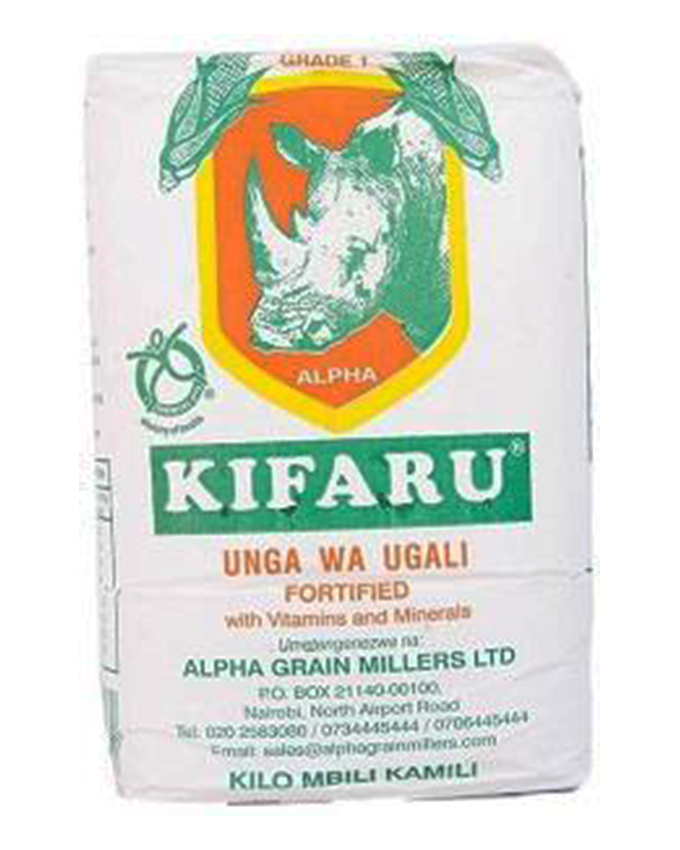 GRADE 1
ALPHA
KIFARU®
UNGA WA UGALI
FORTIFIED
with Vitamins and Minerals
Umetengenezwa na:
ALPHA GRAIN MILLERS LTD
P.O. BOX 21140-00100,
Nairobi, North Airport Road
Tel: 020 2583080 / 0734445444 / 0706445444
Email: sales@alphagrainmillers.com
KILO MBILI KAMILI